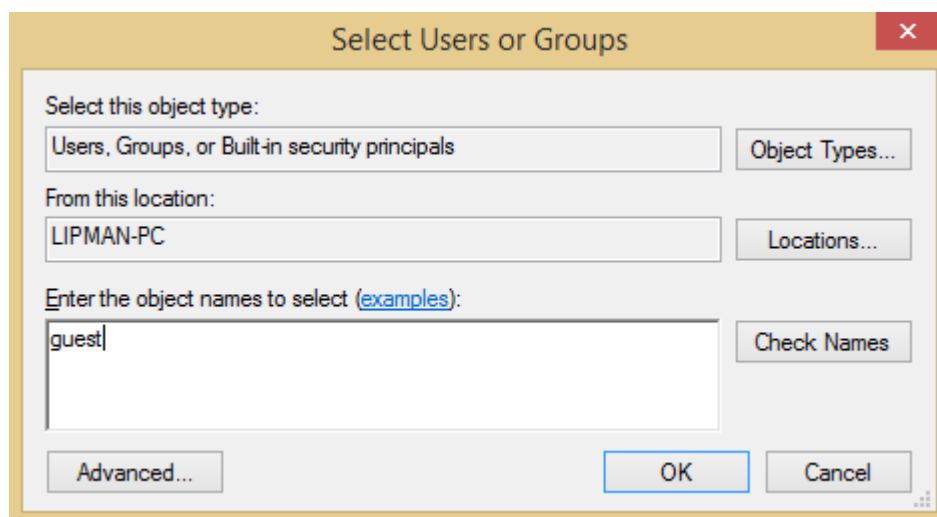 Select Users or Groups
Select this object type:
Users, Groups, or Built-in security principals
Object Types...
From this location:
LIPMAN-PC
Locations...
Enter the object names to select (examples):
guest
Check Names
Advanced...
OK
Cancel